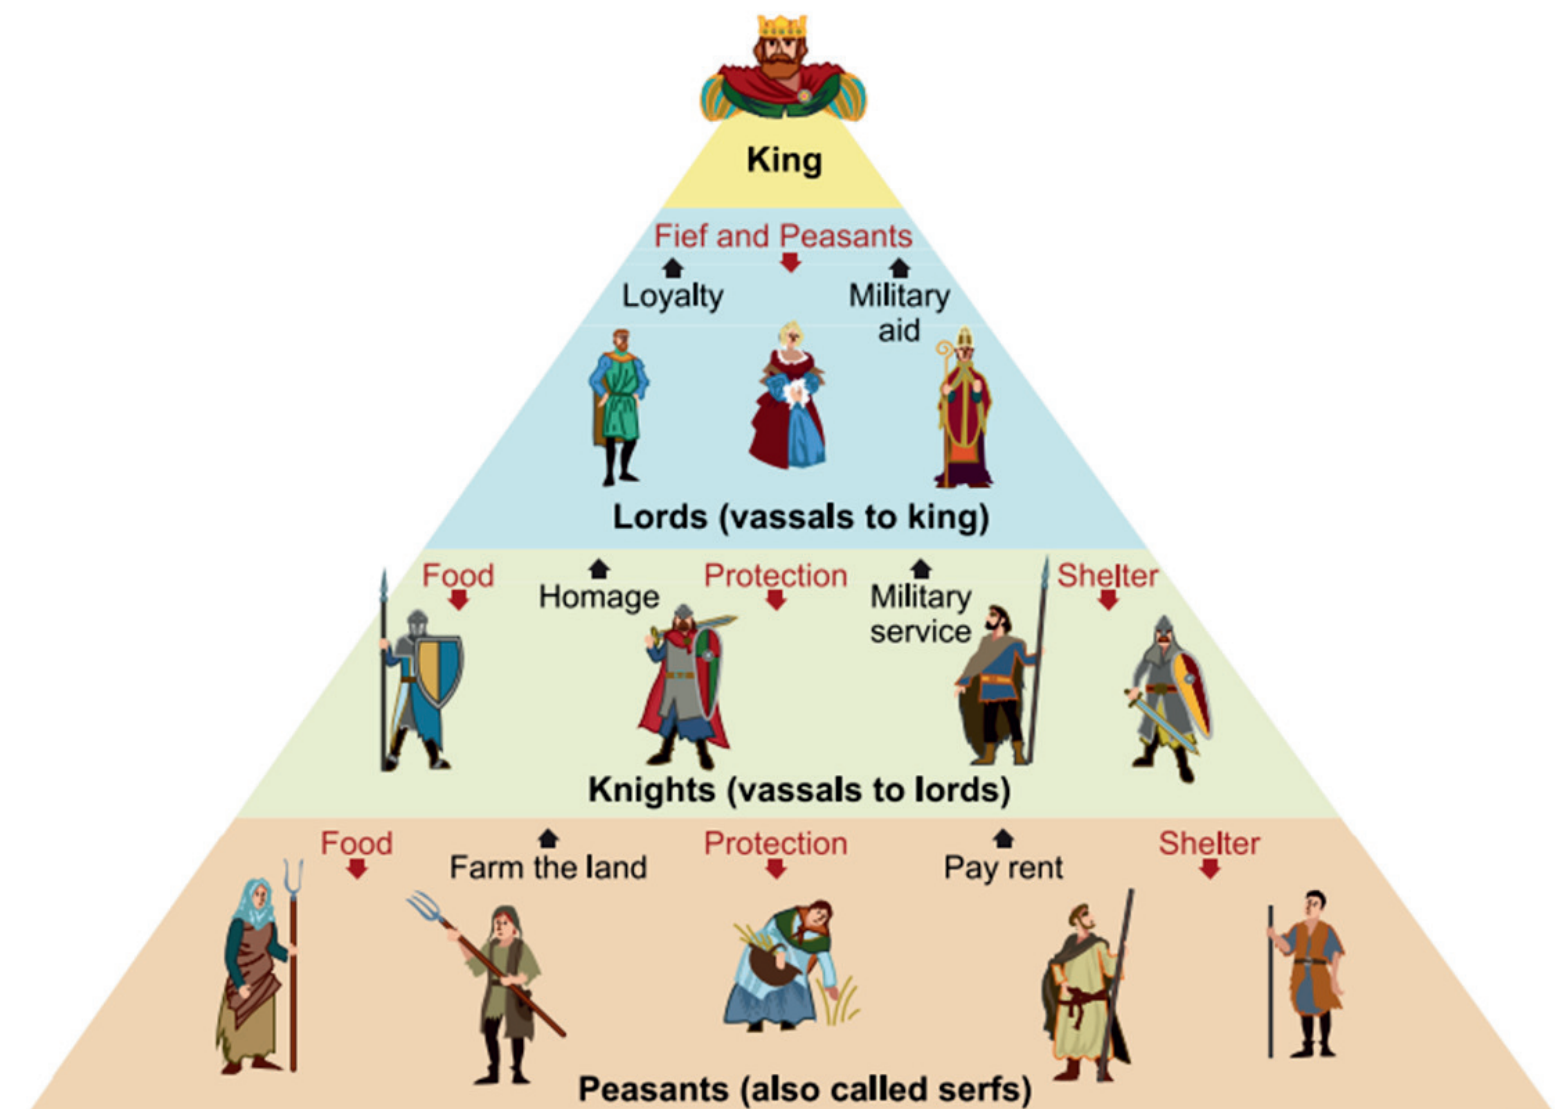 King
Fief and Peasants
Loyalty
Military
aid
Lords (vassals to king)
Food
Homage
Protection
Military
service
Shelter
Knights (vassals to lords)
Food
Farm the land
Protection
Pay rent
Shelter
Peasants (also called serfs)